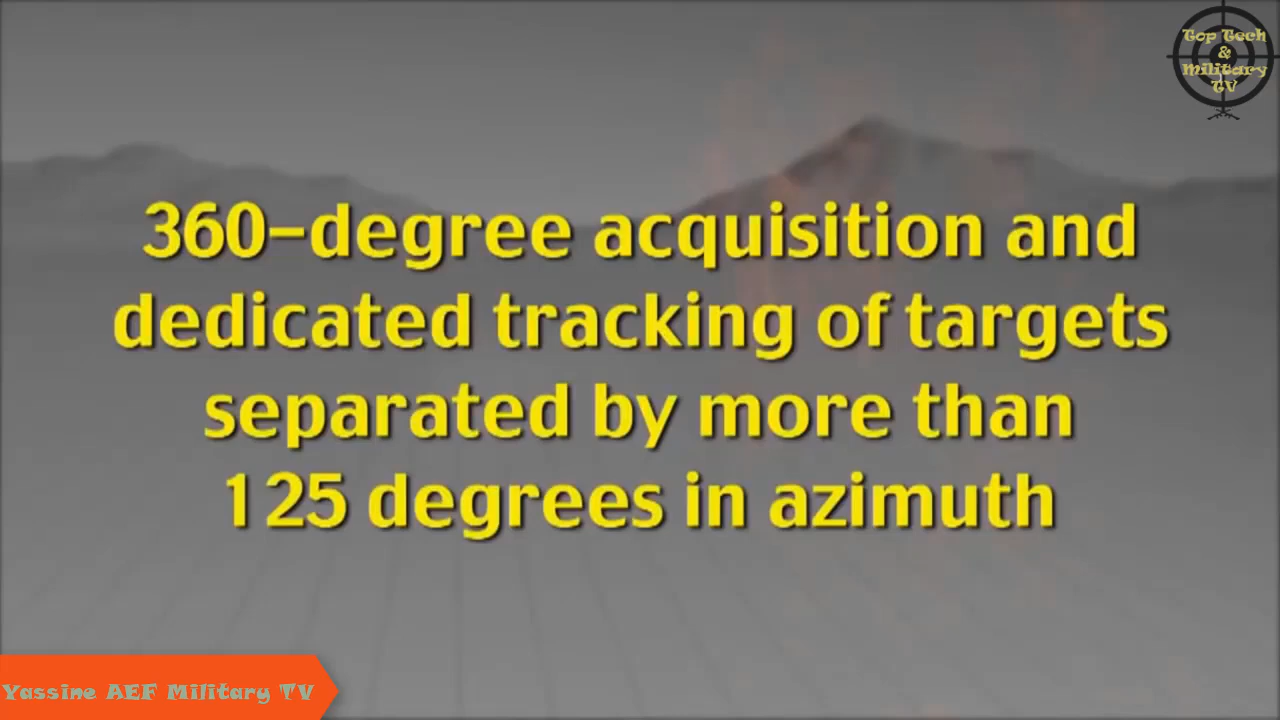 Top Tech
&
Military
TV
360-degree acquisition and
dedicated tracking of targets
separated by more than
125 degrees in azimuth
Yassine AEF Military TV